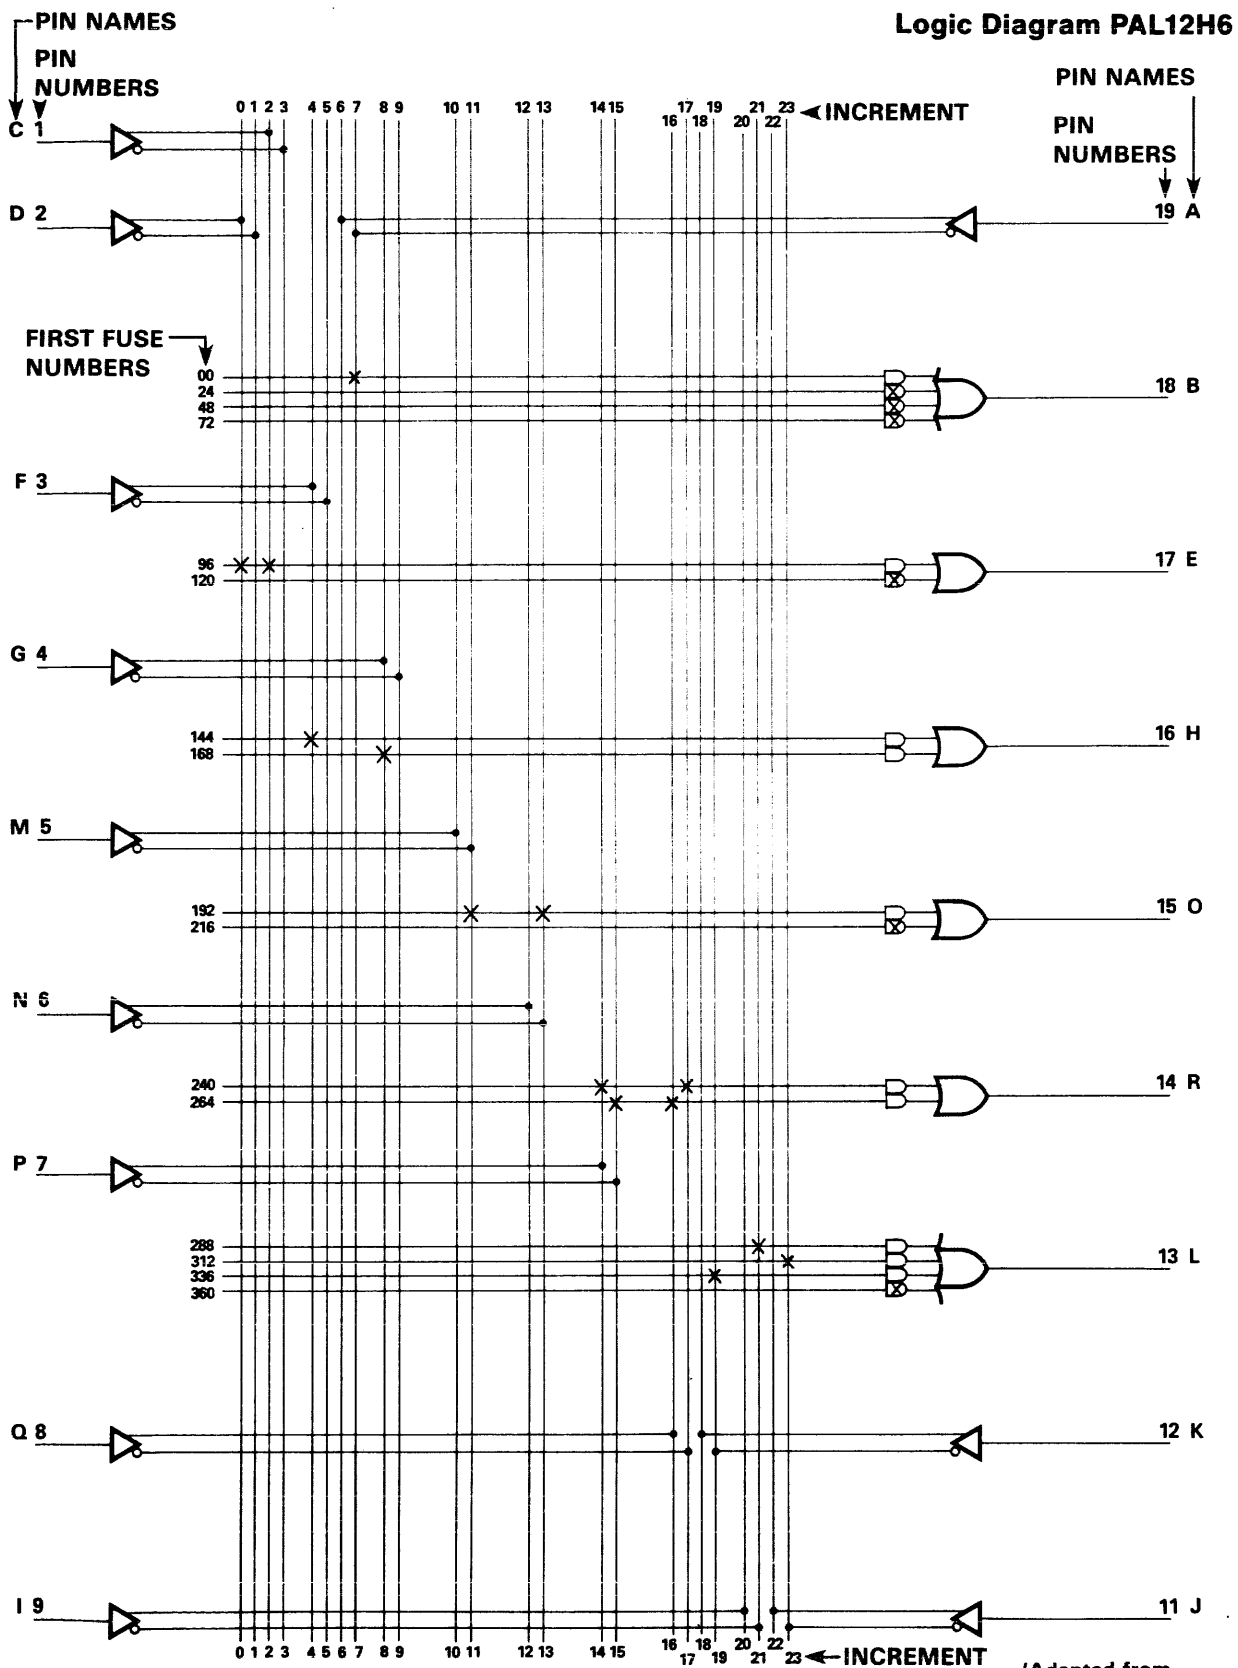 Logic Diagram PAL12H6
PIN NAMES
PIN
NUMBERS
PIN NAMES
PIN
NUMBERS
0 1 2 3 4 5 6 7 8 9 10 11 12 13 14 15 16 17 18 19 20 21 22 23
INCREMENT
C 1
D 2
19 A
FIRST FUSE
NUMBERS
00
24
48
72
18 B
F 3
96
120
17 E
G 4
144
168
16 H
M 5
192
216
15 O
N 6
240
264
14 R
P 7
288
312
336
360
13 L
Q 8
12 K
I 9
11 J
0 1 2 3 4 5 6 7 8 9 10 11 12 13 14 15 16 17 18 19 20 21 22 23
INCREMENT